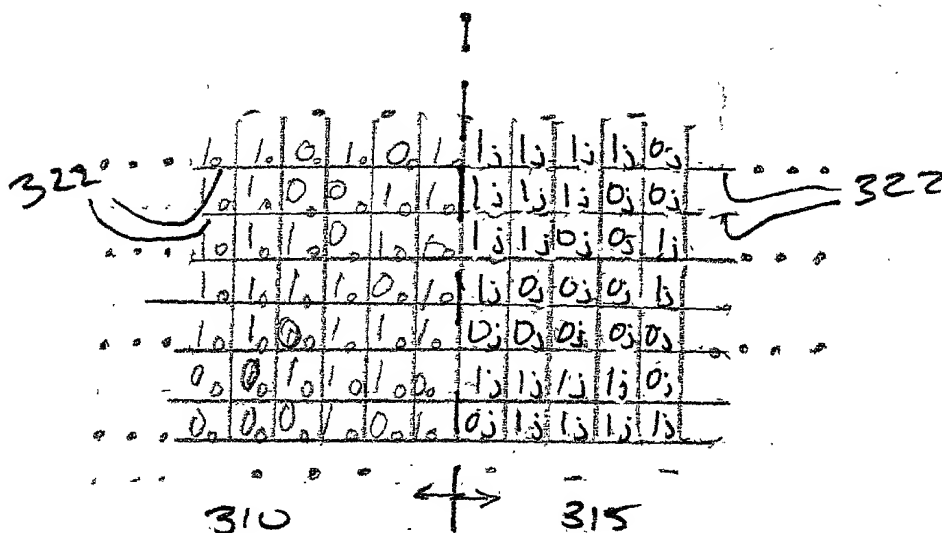 1₀ 1₀ 0₀ 1₀ 0₀ 1₀ 1j 1j 1j 1j 0j
322 1₀ 1₀ 0₀ 0₀ 1₀ 1₀ 1j 1j 1j 0j 0j 322
1₀ 1₀ 1₀ 0₀ 1₀ 0₀ 1j 1j 0j 0j 1j
1₀ 1₀ 1₀ 1₀ 0₀ 1₀ 1j 0j 0j 0j 1j
1₀ 1₀ 0₀ 1₀ 1₀ 1₀ 0j 0j 0j 0j 0j
0₀ 0₀ 1₀ 1₀ 1₀ 0₀ 1j 1j 1j 1j 0j
0₀ 0₀ 0₀ 1₀ 0₀ 1₀ 0j 1j 1j 1j 1j
310 315